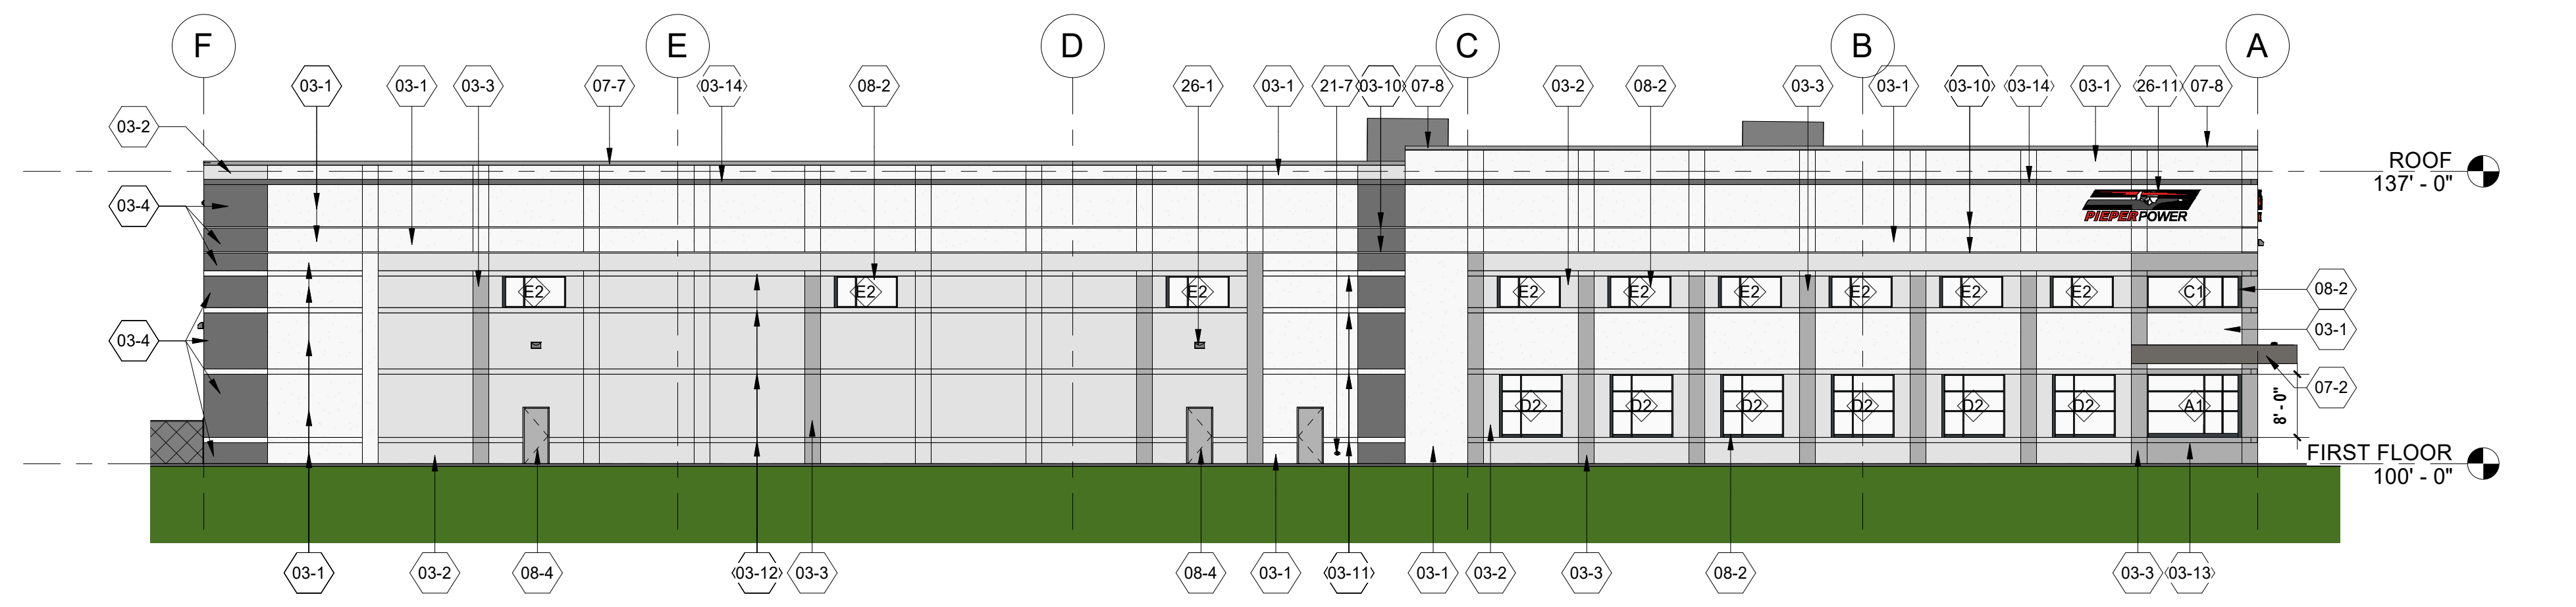 F E D C B A
03-1 03-1 03-3 07-7 03-14 08-2 26-1 03-1 21-7 03-10 07-8 03-2 08-2 03-3 03-1 03-10 03-14 03-1 26-11 07-8
03-2
ROOF
137' - 0"
03-4
PIEPERPOWER
E2 E2 E2 E2 E2 E2 E2 E2 E2 C1 08-2
03-1
03-4
07-2
D2 D2 D2 D2 D2 D2 A1 8' - 0"
FIRST FLOOR
100' - 0"
03-1 03-2 08-4 03-12 03-3 08-4 03-1 03-11 03-1 03-2 03-3 08-2 03-3 03-13